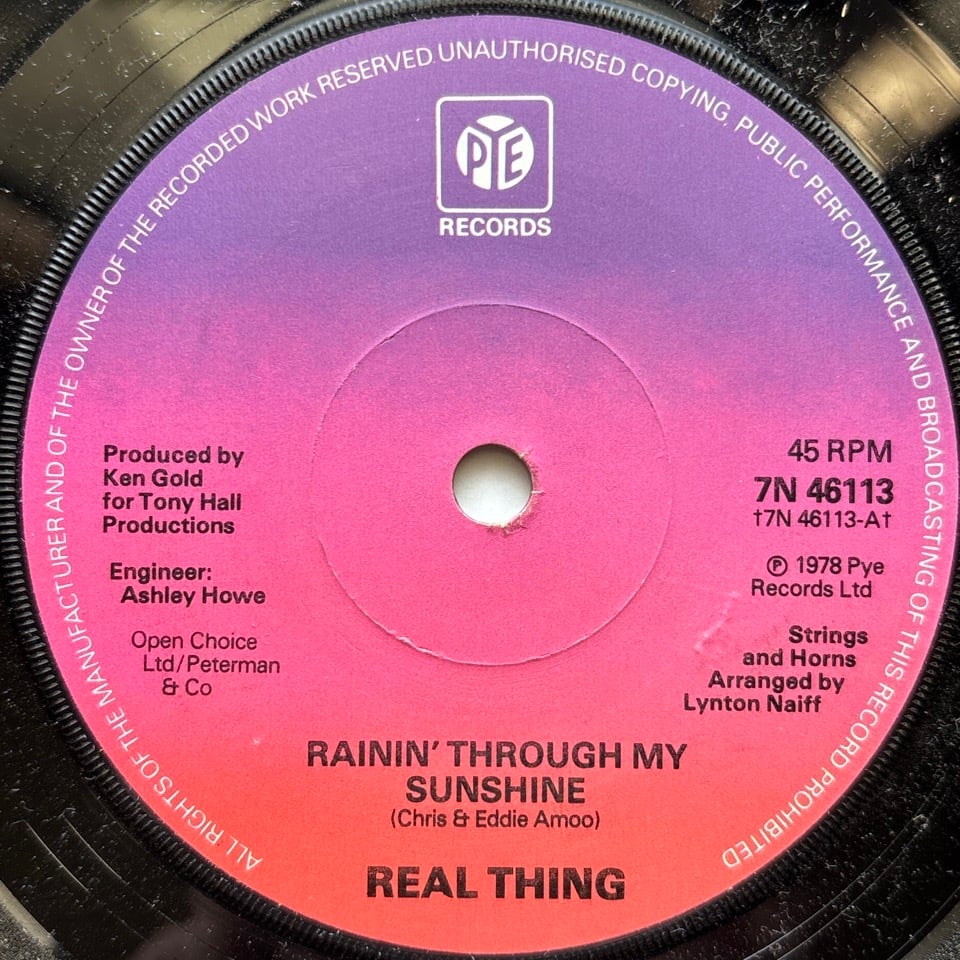 ALL RIGHTS OF THE MANUFACTURER AND OF THE OWNER OF THE RECORDED WORK RESERVED. UNAUTHORISED COPYING, PUBLIC PERFORMANCE AND BROADCASTING OF THIS RECORD PROHIBITED
PYE
RECORDS
Produced by
Ken Gold
for Tony Hall
Productions
Engineer:
Ashley Howe
Open Choice
Ltd/Peterman
& Co
45 RPM
7N 46113
†7N 46113-A†
℗ 1978 Pye
Records Ltd
Strings
and Horns
Arranged by
Lynton Naiff
RAININ' THROUGH MY
SUNSHINE
(Chris & Eddie Amoo)
REAL THING